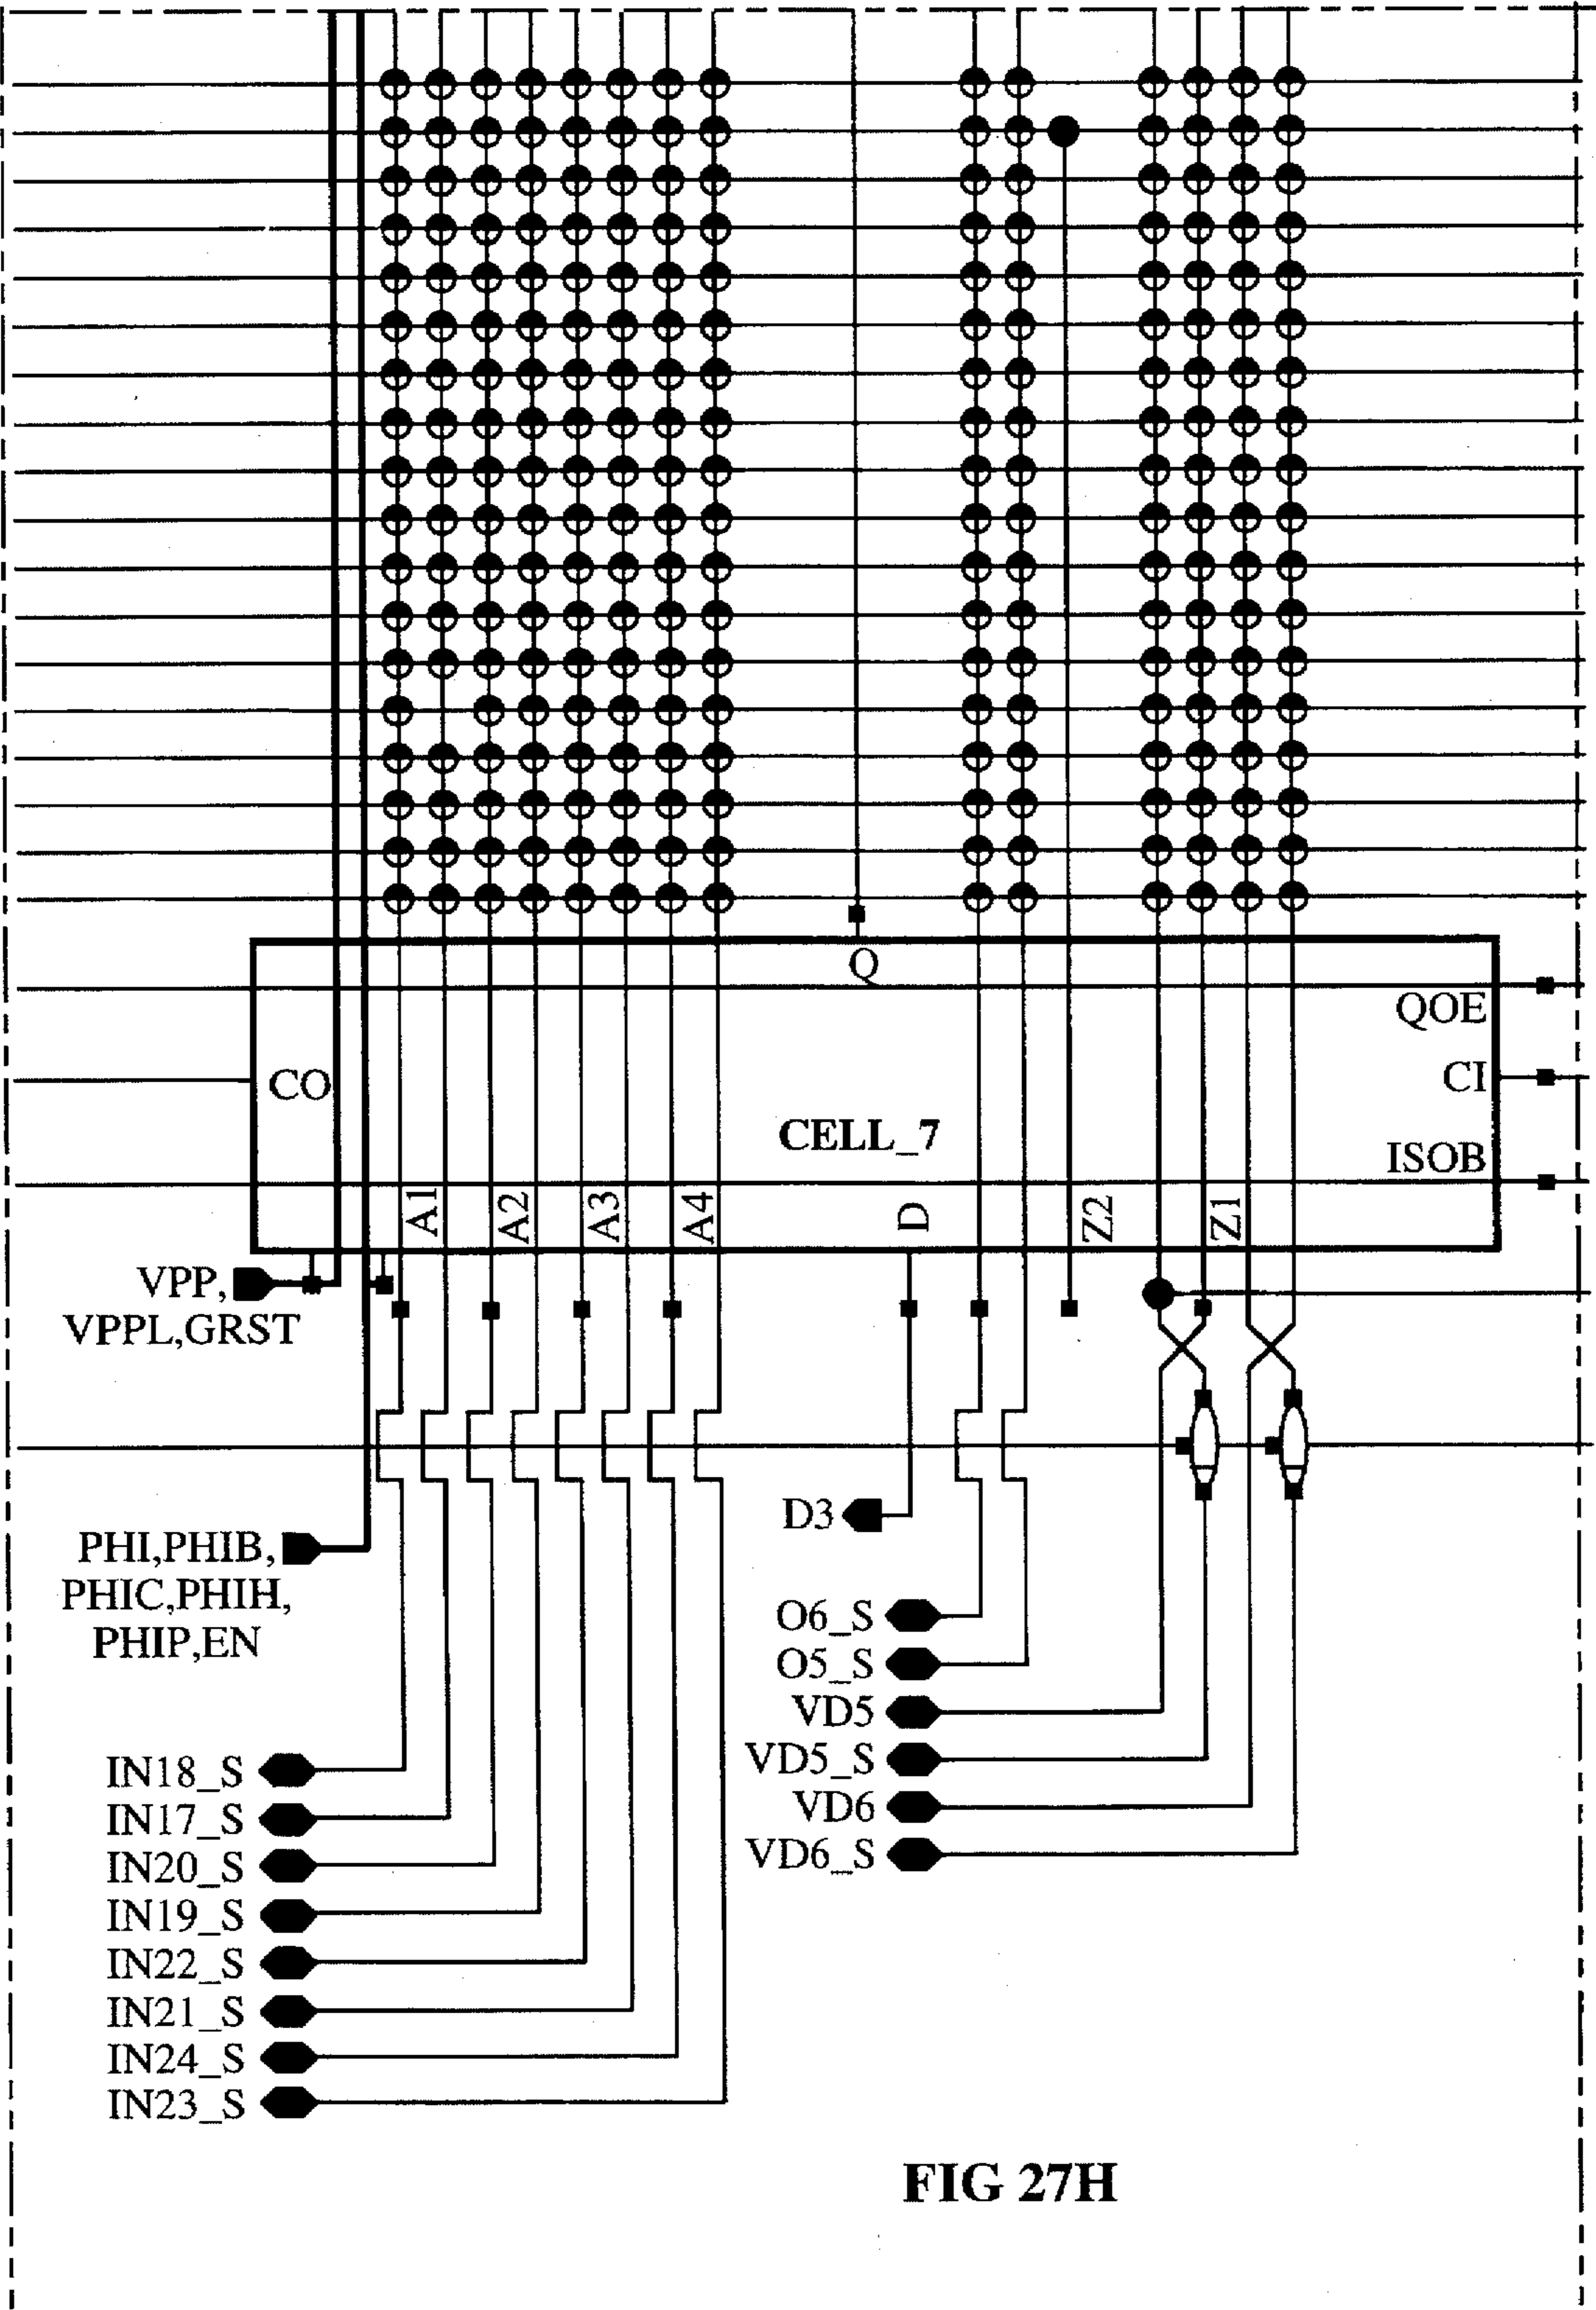 Q
QOE
CO
CI
CELL_7
ISOB
A1
A2
A3
A4
D
Z2
Z1
VPP,
VPPL,GRST
D3
PHI,PHIB,
PHIC,PHIH,
PHIP,EN
O6_S
O5_S
VD5
VD5_S
VD6
VD6_S
IN18_S
IN17_S
IN20_S
IN19_S
IN22_S
IN21_S
IN24_S
IN23_S
FIG 27H